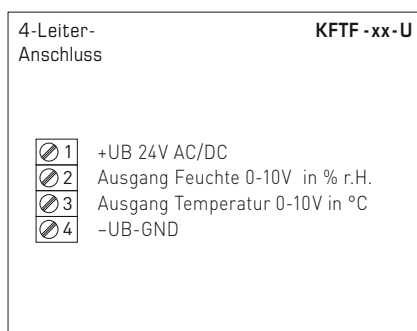 4-Leiter-
Anschluss
KFTF - xx - U
1 +UB 24V AC/DC
2 Ausgang Feuchte 0-10V in % r.H.
3 Ausgang Temperatur 0-10V in °C
4 –UB-GND